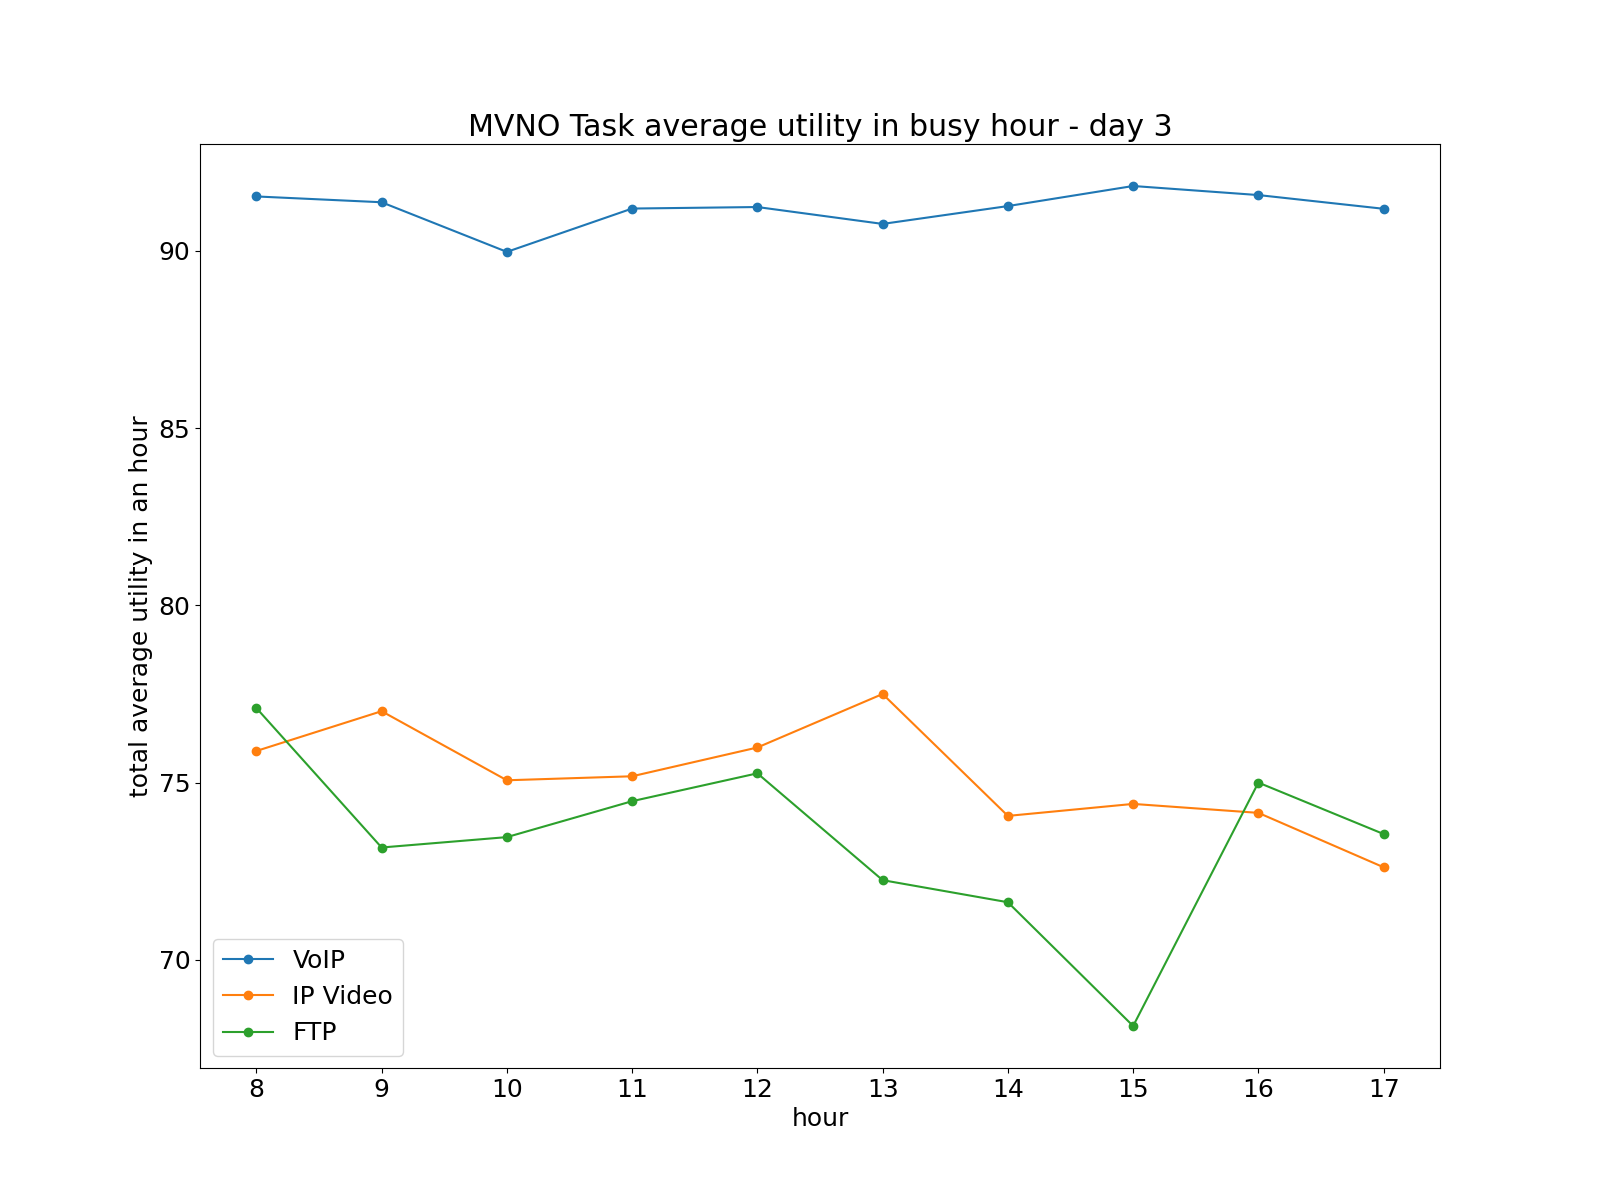 MVNO Task average utility in busy hour - day 3
total average utility in an hour
90
85
80
75
70
VoIP
IP Video
FTP
8 9 10 11 12 13 14 15 16 17
hour